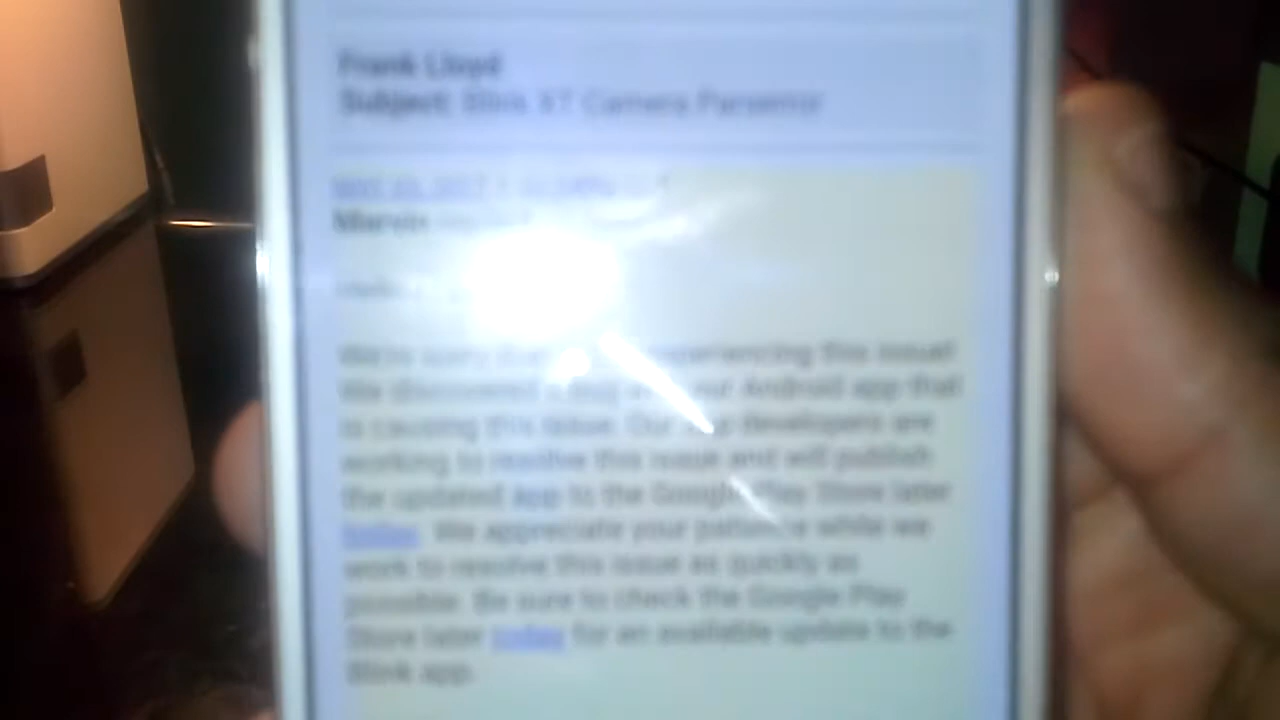 Frank Lloyd
Subject: Blink XT Camera
Marvin
Hello
We're sorry that experiencing this issue!
We discovered a bug our Android app that
is causing this issue. Our app developers are
working to resolve this issue and will publish
the updated app to the Google Play Store later
today. We appreciate your patience while we
work to resolve this issue as quickly as
possible. Be sure to check the Google Play
Store later today for an available update to the
Blink app.